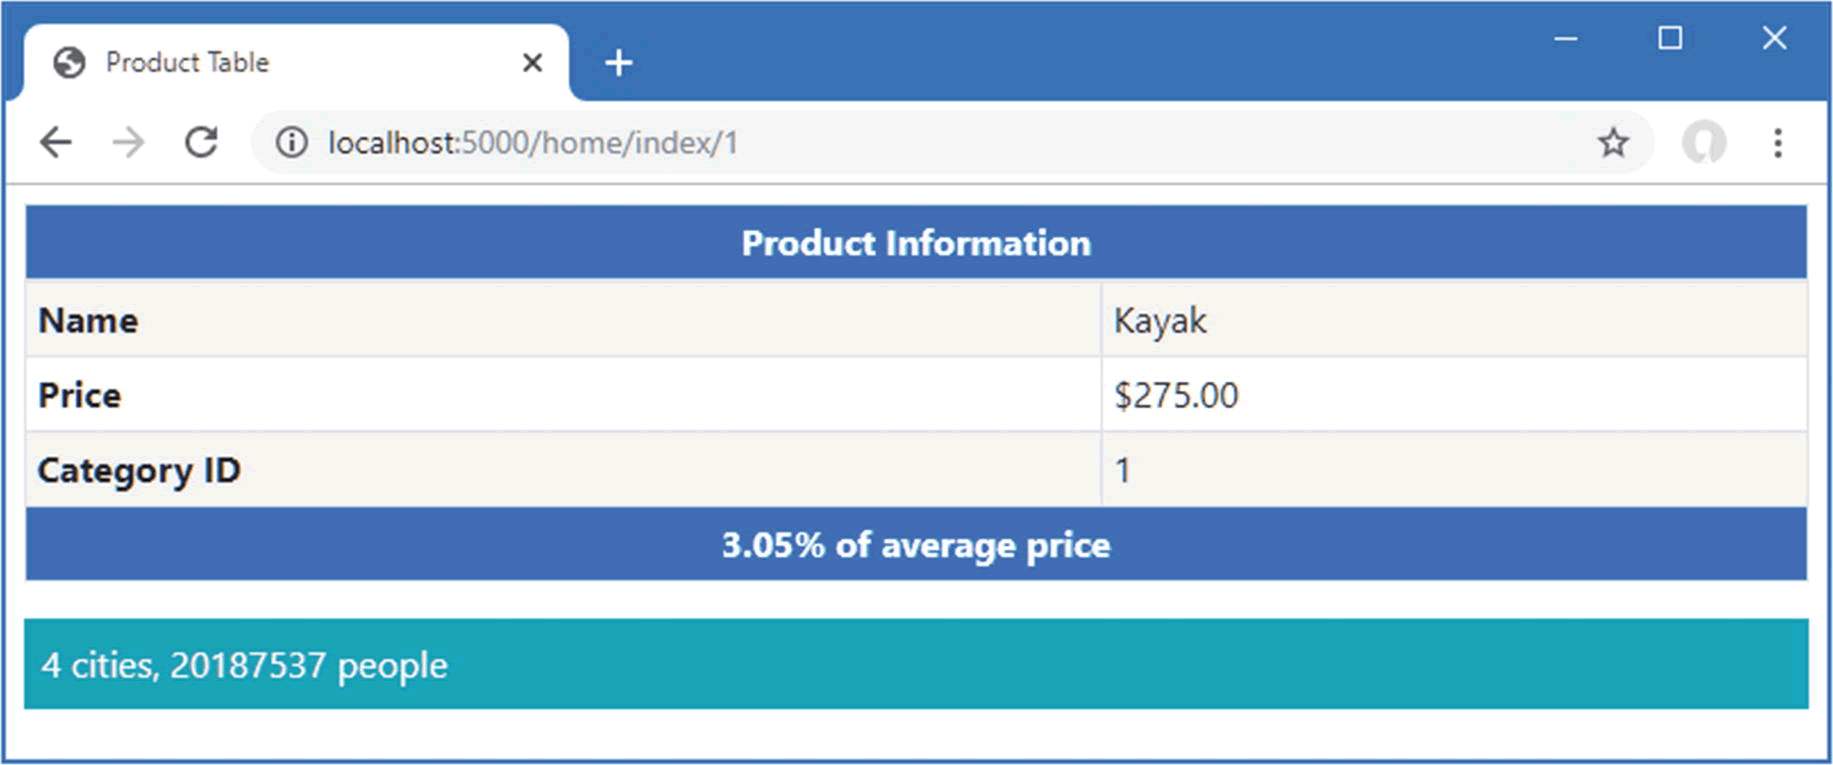 Product Table
localhost:5000/home/index/1
Product Information
Name Kayak
Price $275.00
Category ID 1
3.05% of average price
4 cities, 20187537 people